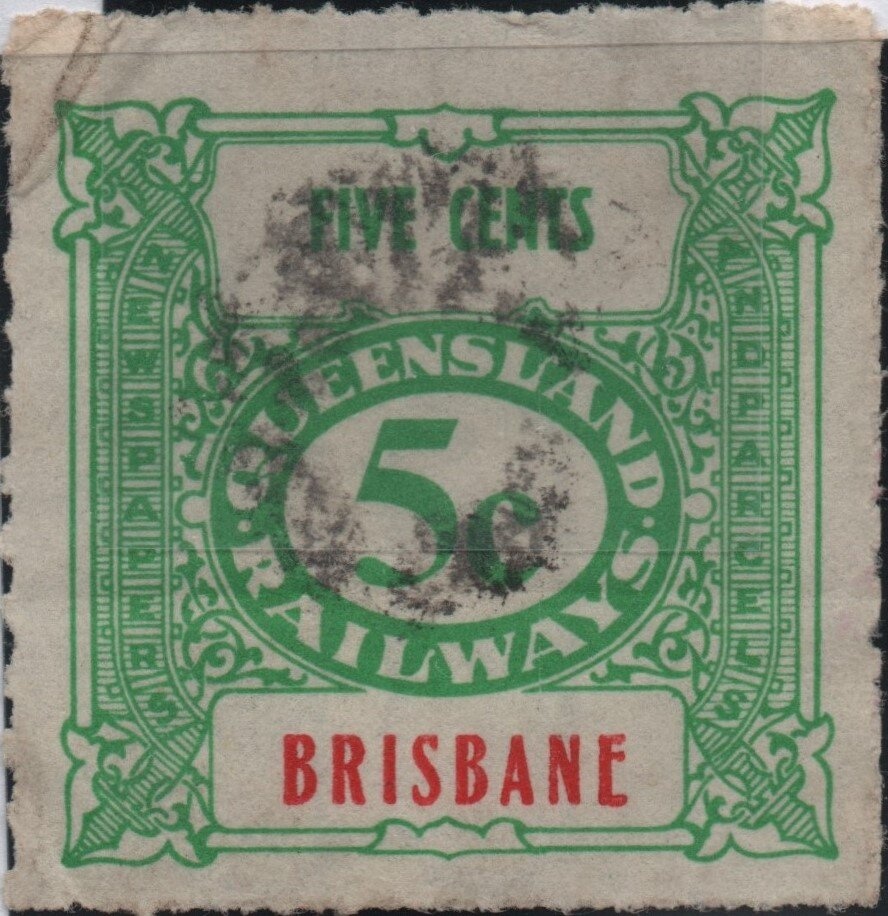 FIVE CENTS
NEWSPAPERS
AND PARCELS
QUEENSLAND
5c
· RAILWAYS ·
BRISBANE